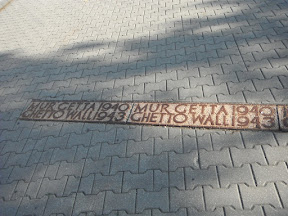 MUR GETTA 1940 MUR GETTA 1940
GHETTO WALL 1943 GHETTO WALL 1943